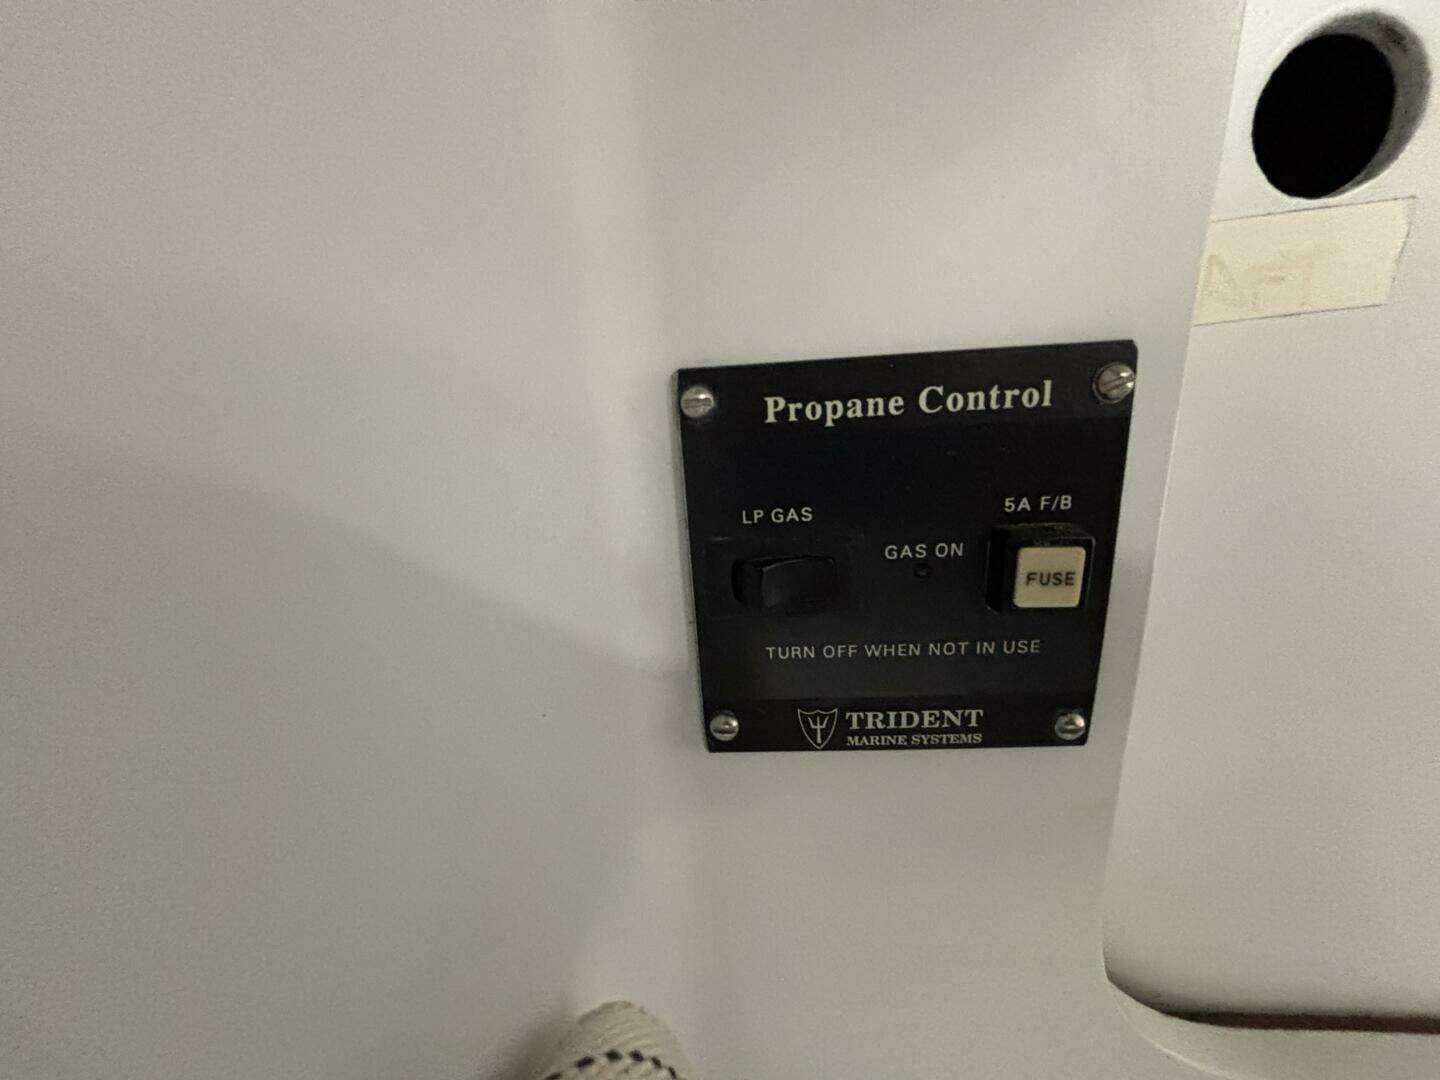 Propane Control
LP GAS
5A F/B
GAS ON
FUSE
TURN OFF WHEN NOT IN USE
TRIDENT
MARINE SYSTEMS